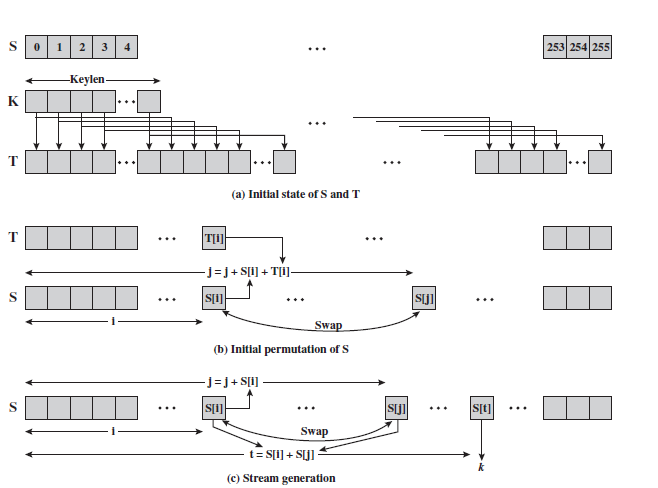 S 0 1 2 3 4 ... 253 254 255
Keylen
K ...
...
T ... ... ...
(a) Initial state of S and T
T ... T[i] ...
j = j + S[i] + T[i]
S ... S[i] ... S[j] ...
i Swap
(b) Initial permutation of S
j = j + S[i]
S ... S[i] ... S[j] ... S[t] ...
i Swap
t = S[i] + S[j]
k
(c) Stream generation